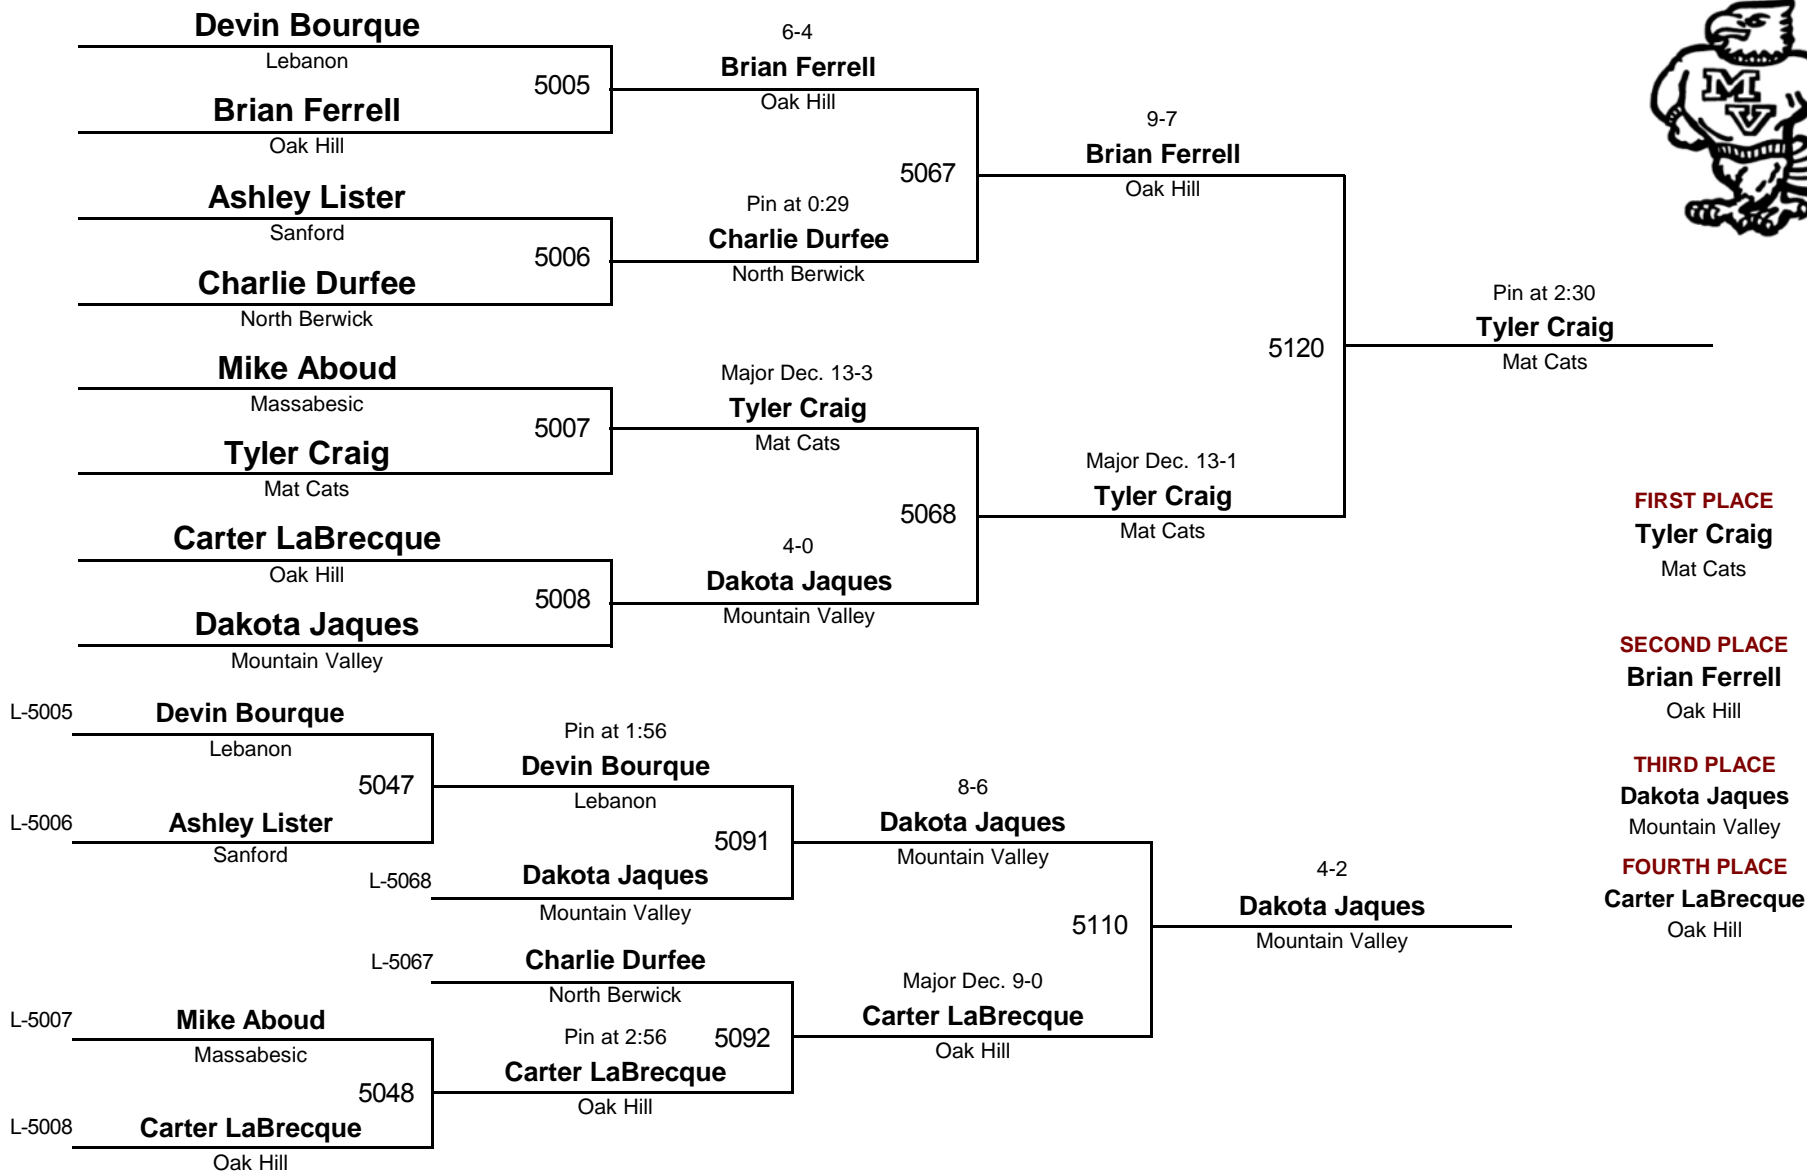 Devin Bourque
Lebanon
5005
Brian Ferrell
Oak Hill
Ashley Lister
Sanford
5006
Charlie Durfee
North Berwick
Mike Aboud
Massabesic
5007
Tyler Craig
Mat Cats
Carter LaBrecque
Oak Hill
5008
Dakota Jaques
Mountain Valley
6-4
Brian Ferrell
Oak Hill
5067
Pin at 0:29
Charlie Durfee
North Berwick
Major Dec. 13-3
Tyler Craig
Mat Cats
5068
4-0
Dakota Jaques
Mountain Valley
9-7
Brian Ferrell
Oak Hill
5120
Major Dec. 13-1
Tyler Craig
Mat Cats
Pin at 2:30
Tyler Craig
Mat Cats
M
V
FIRST PLACE
Tyler Craig
Mat Cats
SECOND PLACE
Brian Ferrell
Oak Hill
THIRD PLACE
Dakota Jaques
Mountain Valley
FOURTH PLACE
Carter LaBrecque
Oak Hill
L-5005
Devin Bourque
Lebanon
5047
L-5006
Ashley Lister
Sanford
Pin at 1:56
Devin Bourque
Lebanon
5091
L-5068
Dakota Jaques
Mountain Valley
L-5067
Charlie Durfee
North Berwick
5092
L-5007
Mike Aboud
Massabesic
5048
L-5008
Carter LaBrecque
Oak Hill
Pin at 2:56
Carter LaBrecque
Oak Hill
8-6
Dakota Jaques
Mountain Valley
5110
Major Dec. 9-0
Carter LaBrecque
Oak Hill
4-2
Dakota Jaques
Mountain Valley